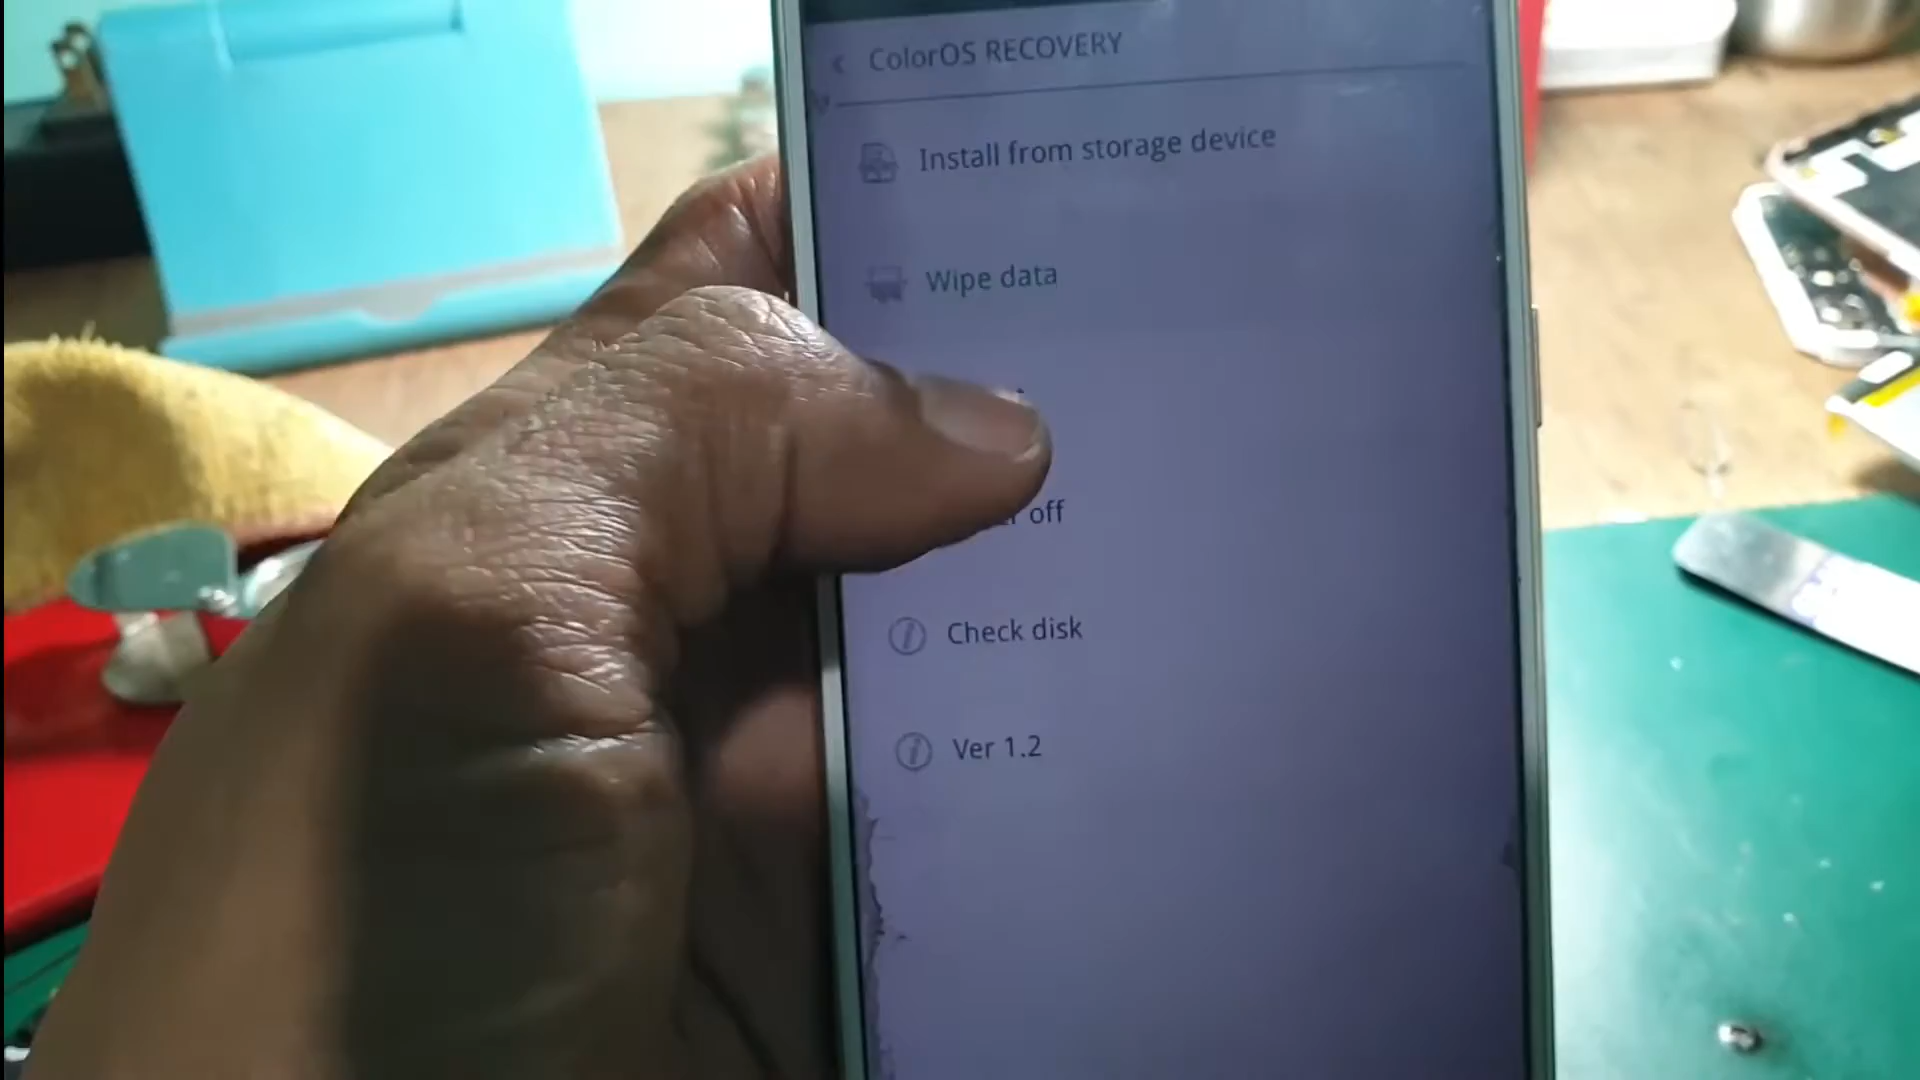 ColorOS RECOVERY
Install from storage device
Wipe data
off
Check disk
Ver 1.2